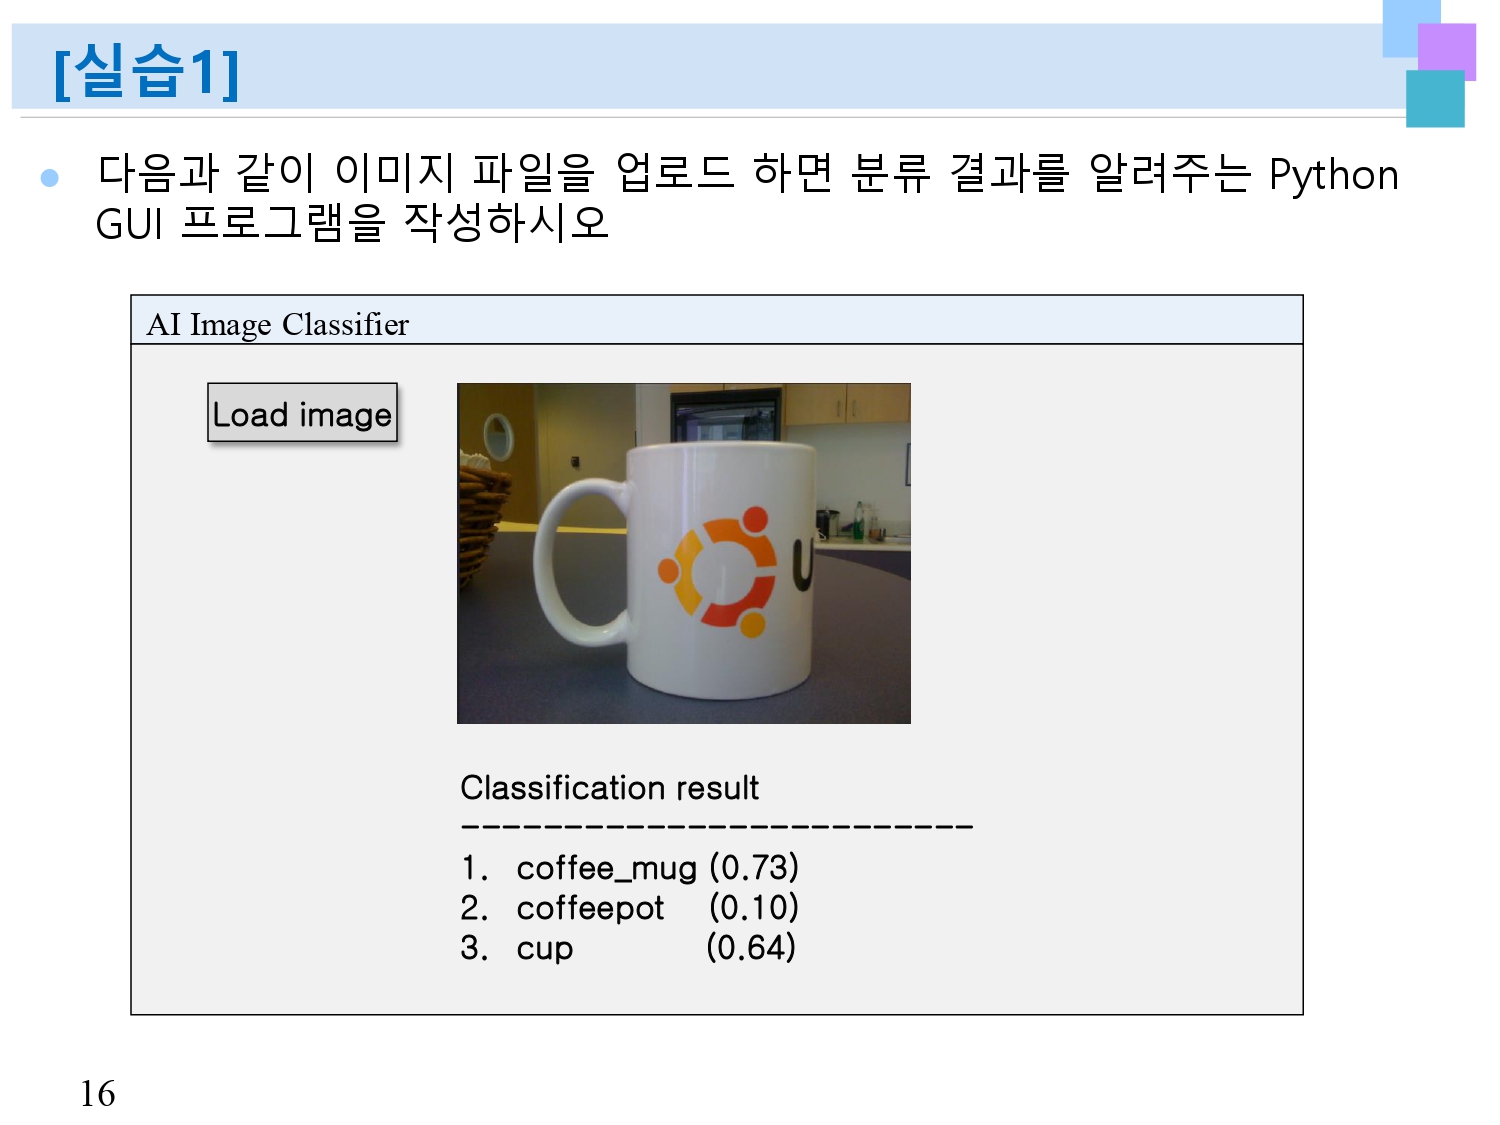 [실습1]
다음과 같이 이미지 파일을 업로드 하면 분류 결과를 알려주는 Python
GUI 프로그램을 작성하시오
AI Image Classifier
Load image
U
Classification result
-------------------------
1. coffee_mug (0.73)
2. coffeepot (0.10)
3. cup (0.64)
16